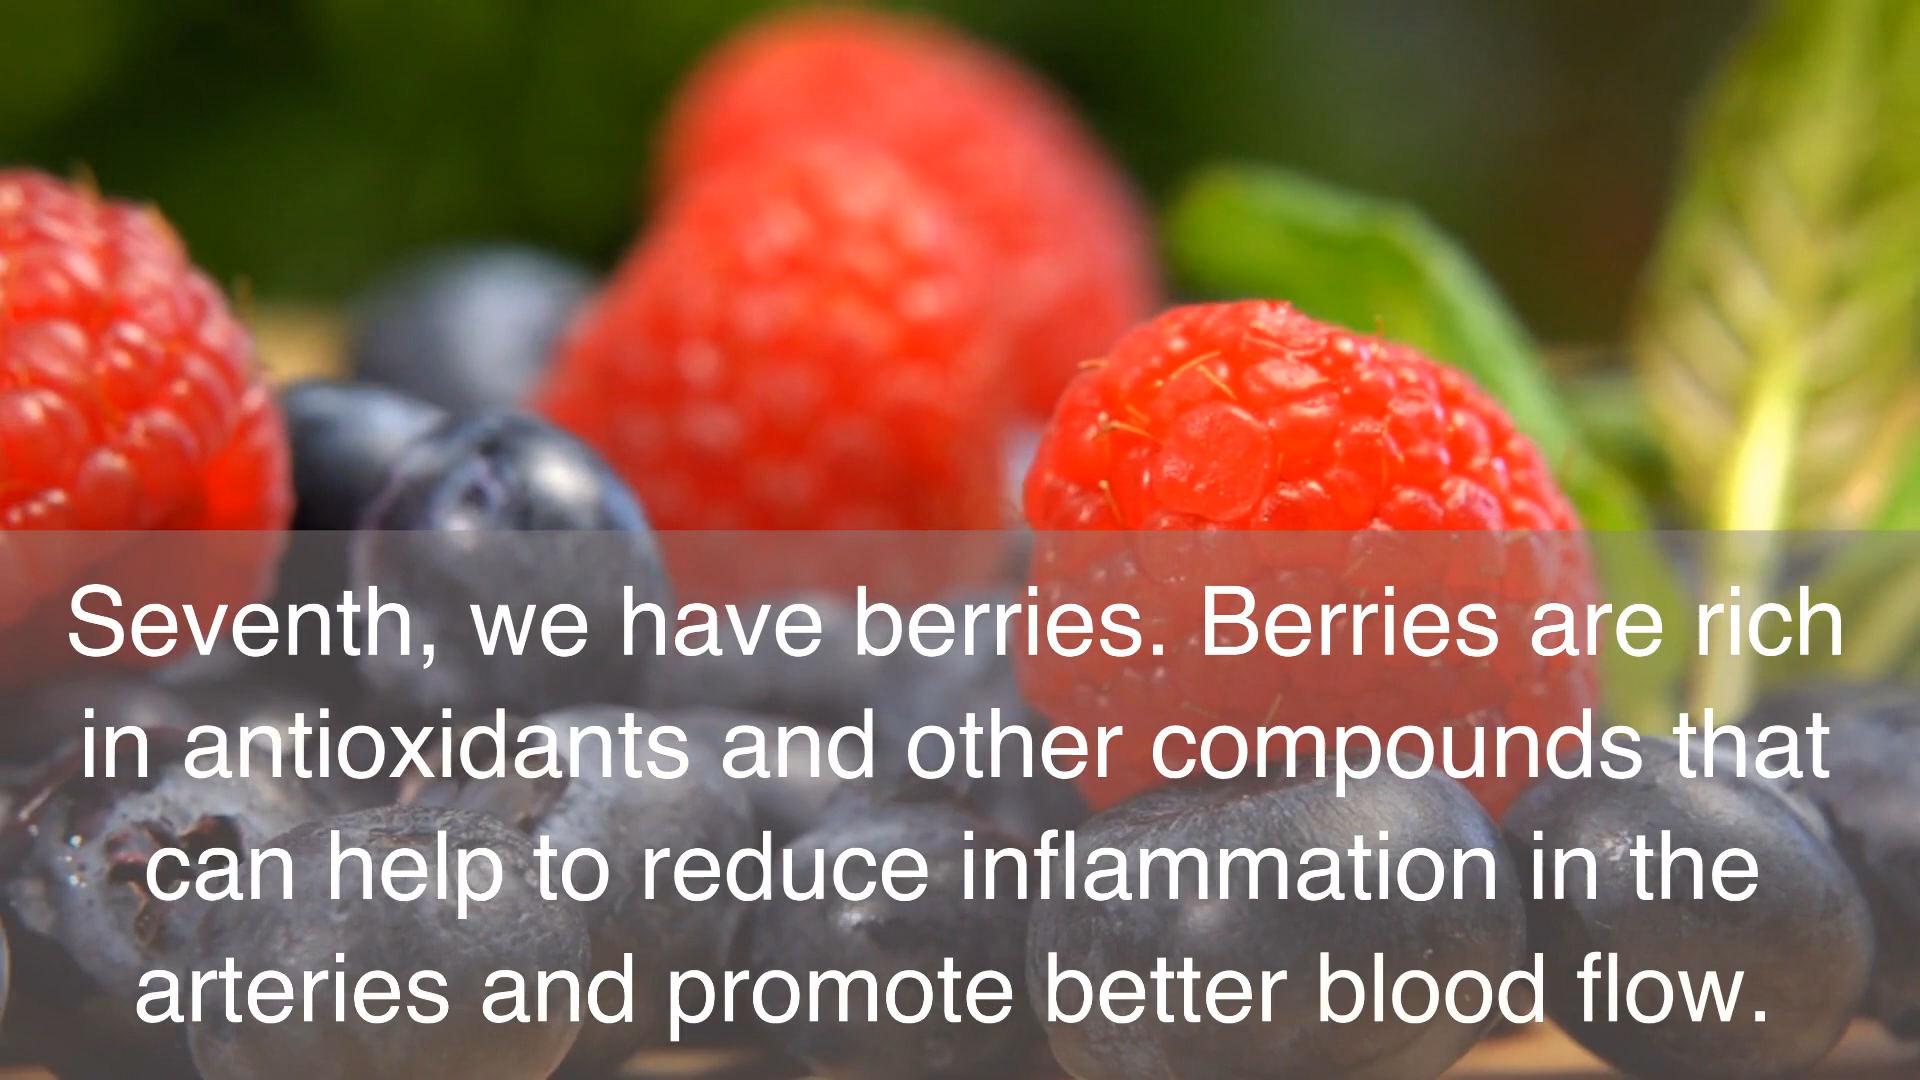 Seventh, we have berries. Berries are rich
in antioxidants and other compounds that
can help to reduce inflammation in the
arteries and promote better blood flow.